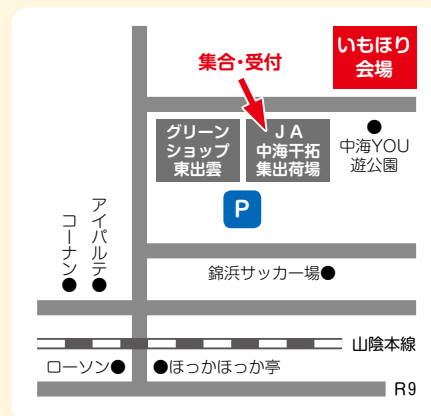 いもほり
会場
集合・受付
グリーン
ショップ
東出雲
JA
中海干拓
集出荷場
中海YOU
遊公園
P
アイパルテ
コーナン
錦浜サッカー場
山陰本線
ローソン
ほっかほっか亭
R9